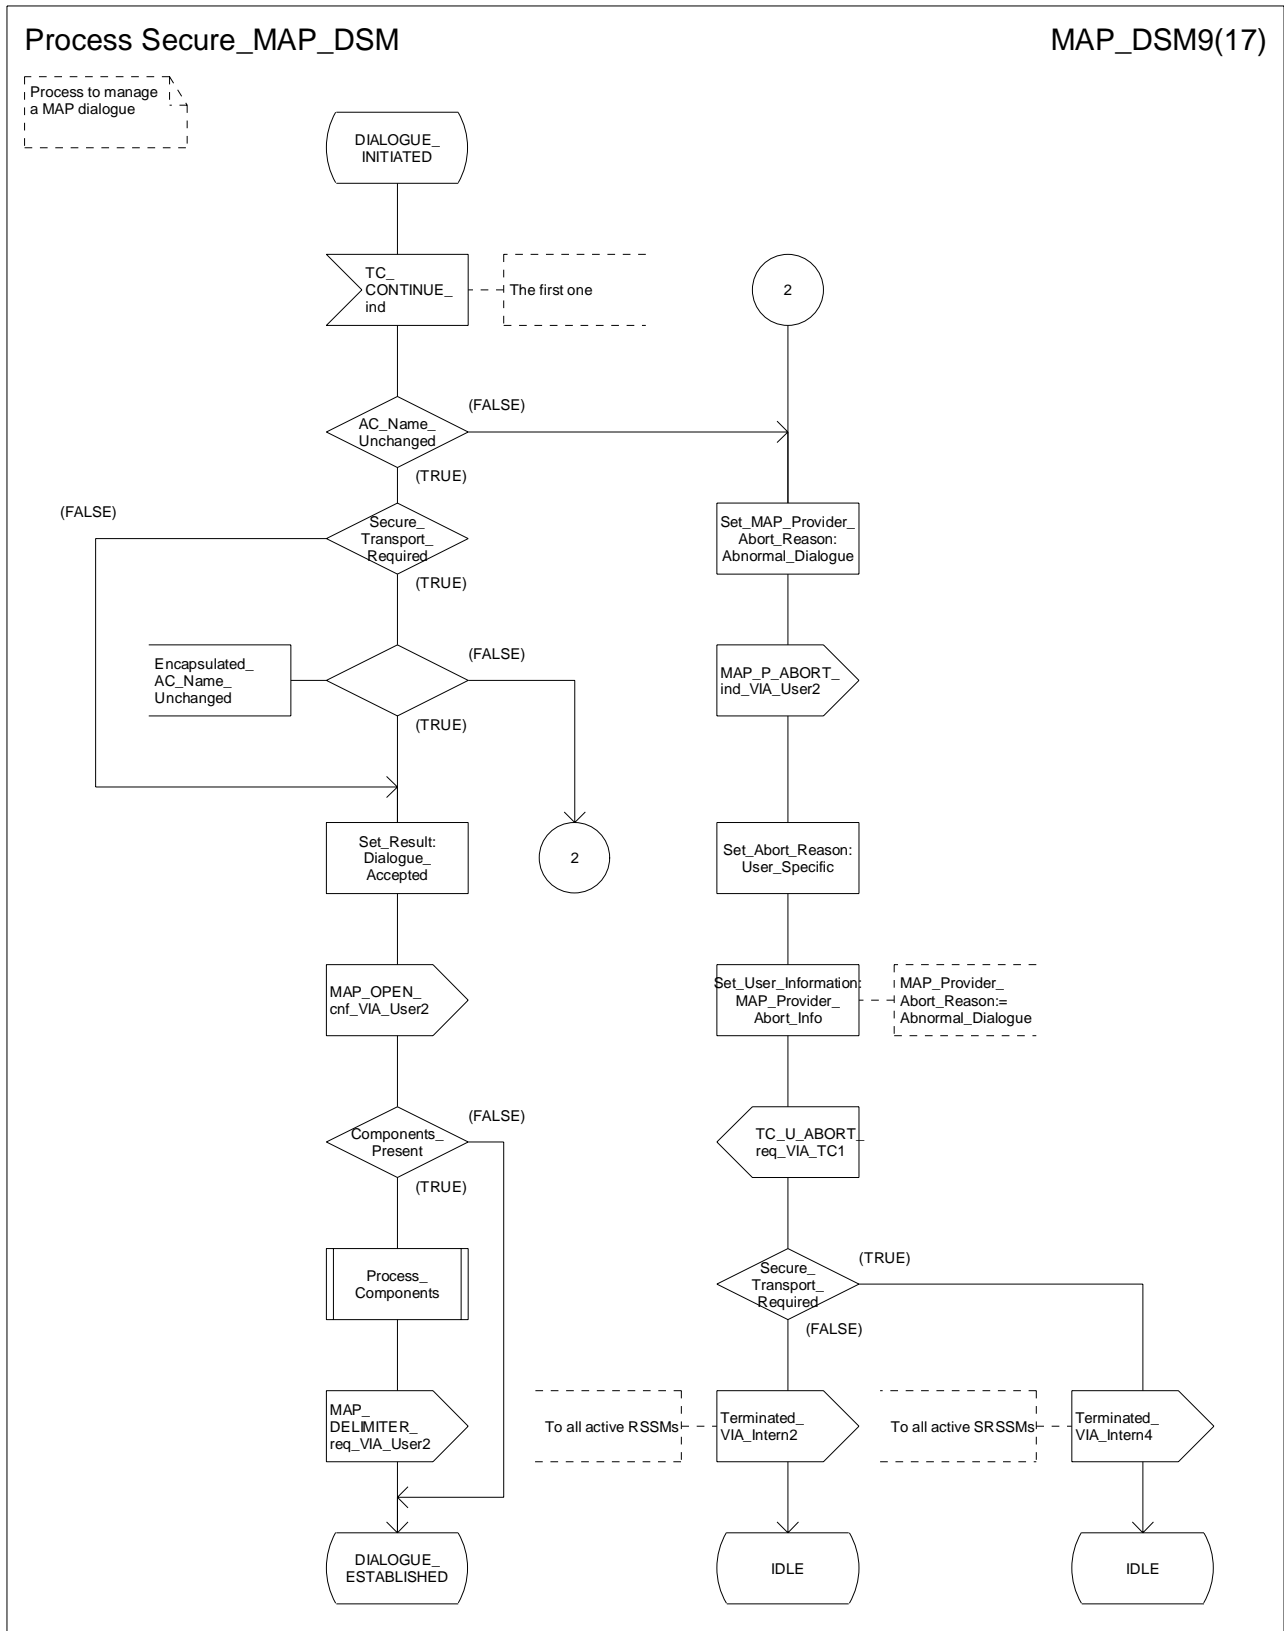 Process Secure_MAP_DSM
MAP_DSM9(17)
Process to manage
a MAP dialogue
DIALOGUE_
INITIATED
TC_
CONTINUE_
ind
The first one
2
AC_Name_
Unchanged
(FALSE)
(TRUE)
(FALSE)
Secure_
Transport_
Required
(TRUE)
Set_MAP_Provider_
Abort_Reason:
Abnormal_Dialogue
Encapsulated_
AC_Name_
Unchanged
(FALSE)
(TRUE)
MAP_P_ABORT_
ind_VIA_User2
Set_Result:
Dialogue_
Accepted
2
Set_Abort_Reason:
User_Specific
MAP_OPEN_
cnf_VIA_User2
Set_User_Information:
MAP_Provider_
Abort_Info
MAP_Provider_
Abort_Reason:=
Abnormal_Dialogue
Components_
Present
(FALSE)
(TRUE)
TC_U_ABORT_
req_VIA_TC1
Process_
Components
Secure_
Transport_
Required
(TRUE)
(FALSE)
MAP_
DELIMITER_
req_VIA_User2
To all active RSSMs
Terminated_
VIA_Intern2
To all active SRSSMs
Terminated_
VIA_Intern4
DIALOGUE_
ESTABLISHED
IDLE
IDLE